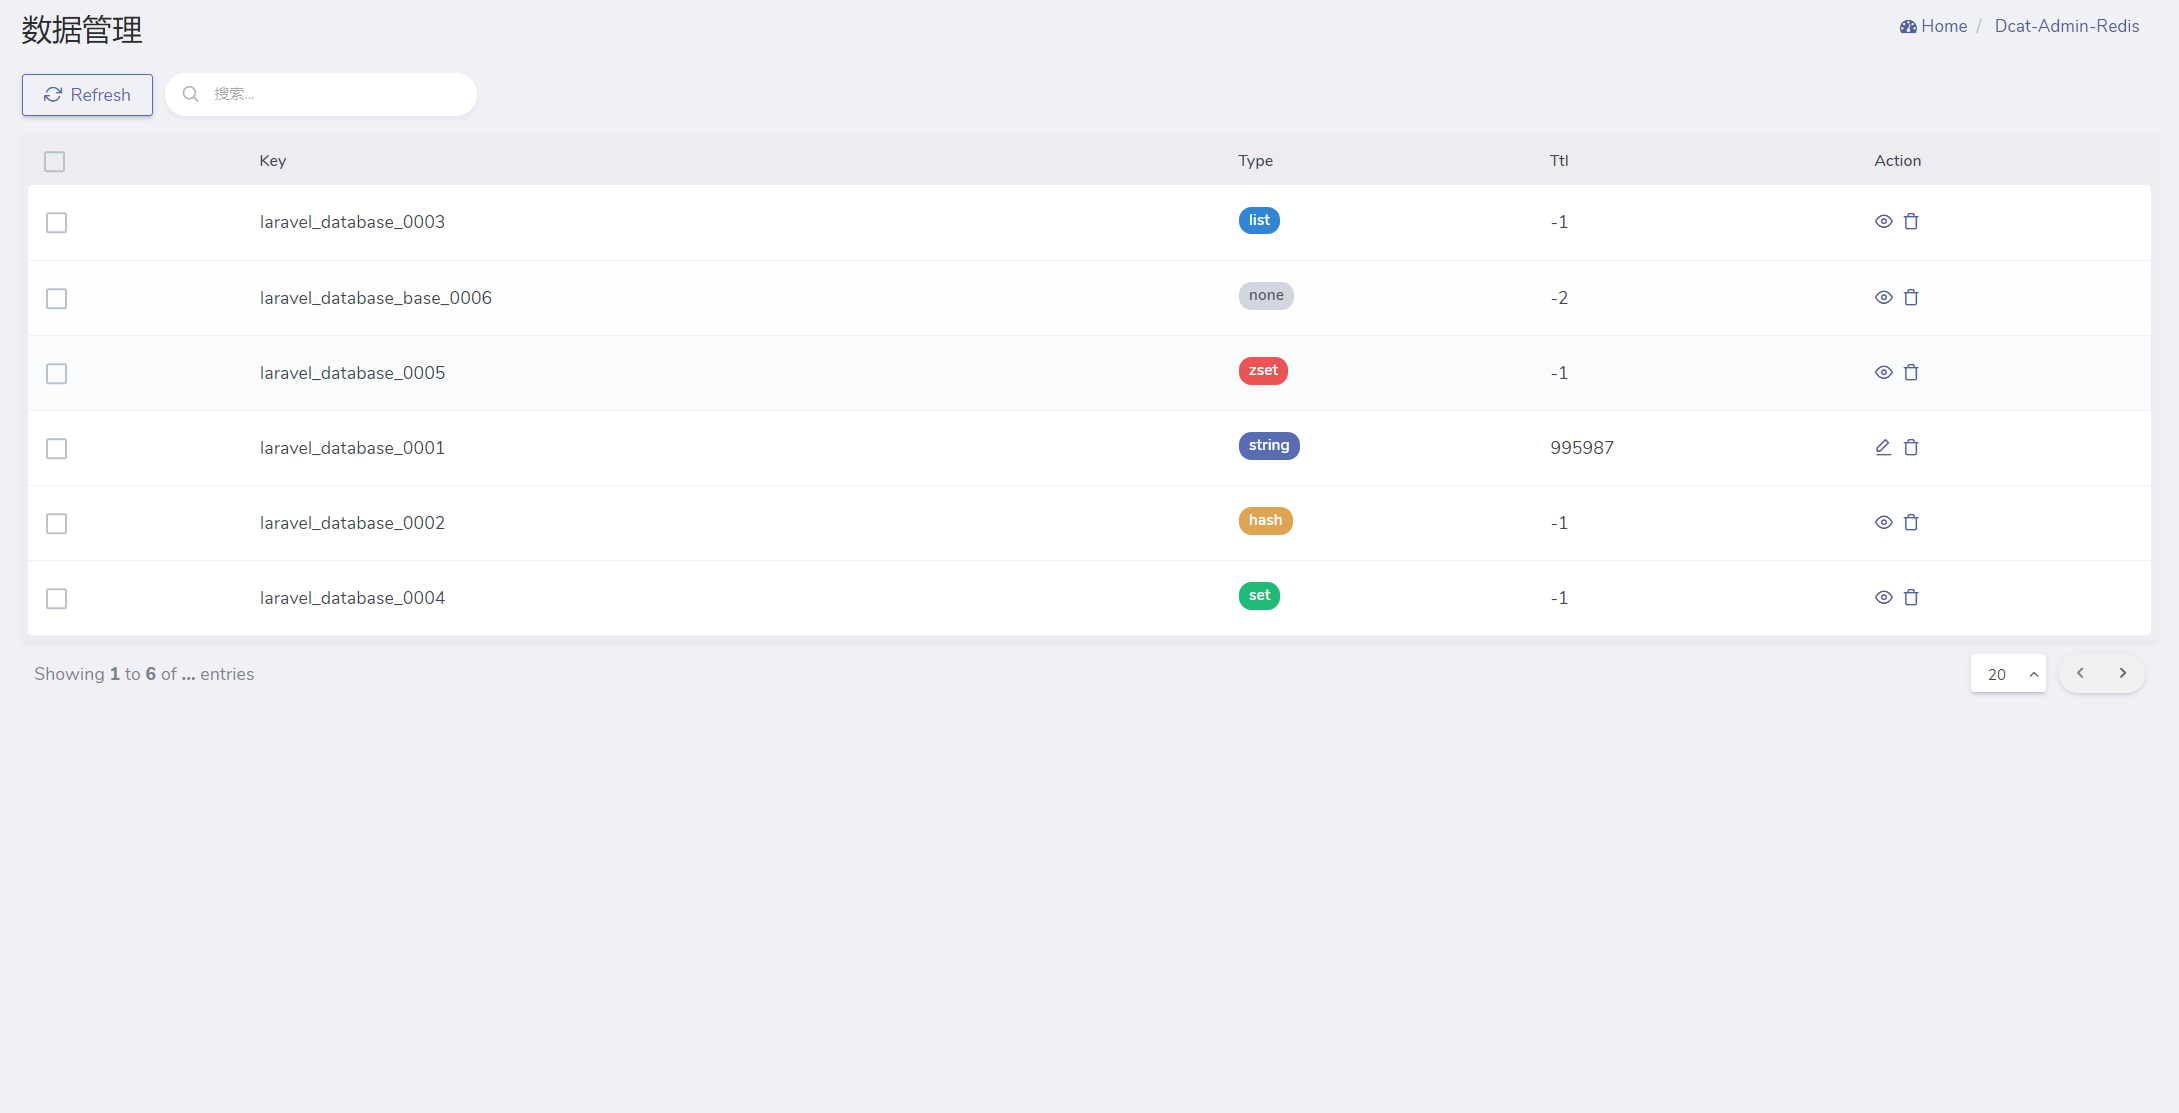 数据管理
Home / Dcat-Admin-Redis
Refresh
搜索...
Key Type Ttl Action
laravel_database_0003 list -1
laravel_database_base_0006 none -2
laravel_database_0005 zset -1
laravel_database_0001 string 995987
laravel_database_0002 hash -1
laravel_database_0004 set -1
Showing 1 to 6 of ... entries
20